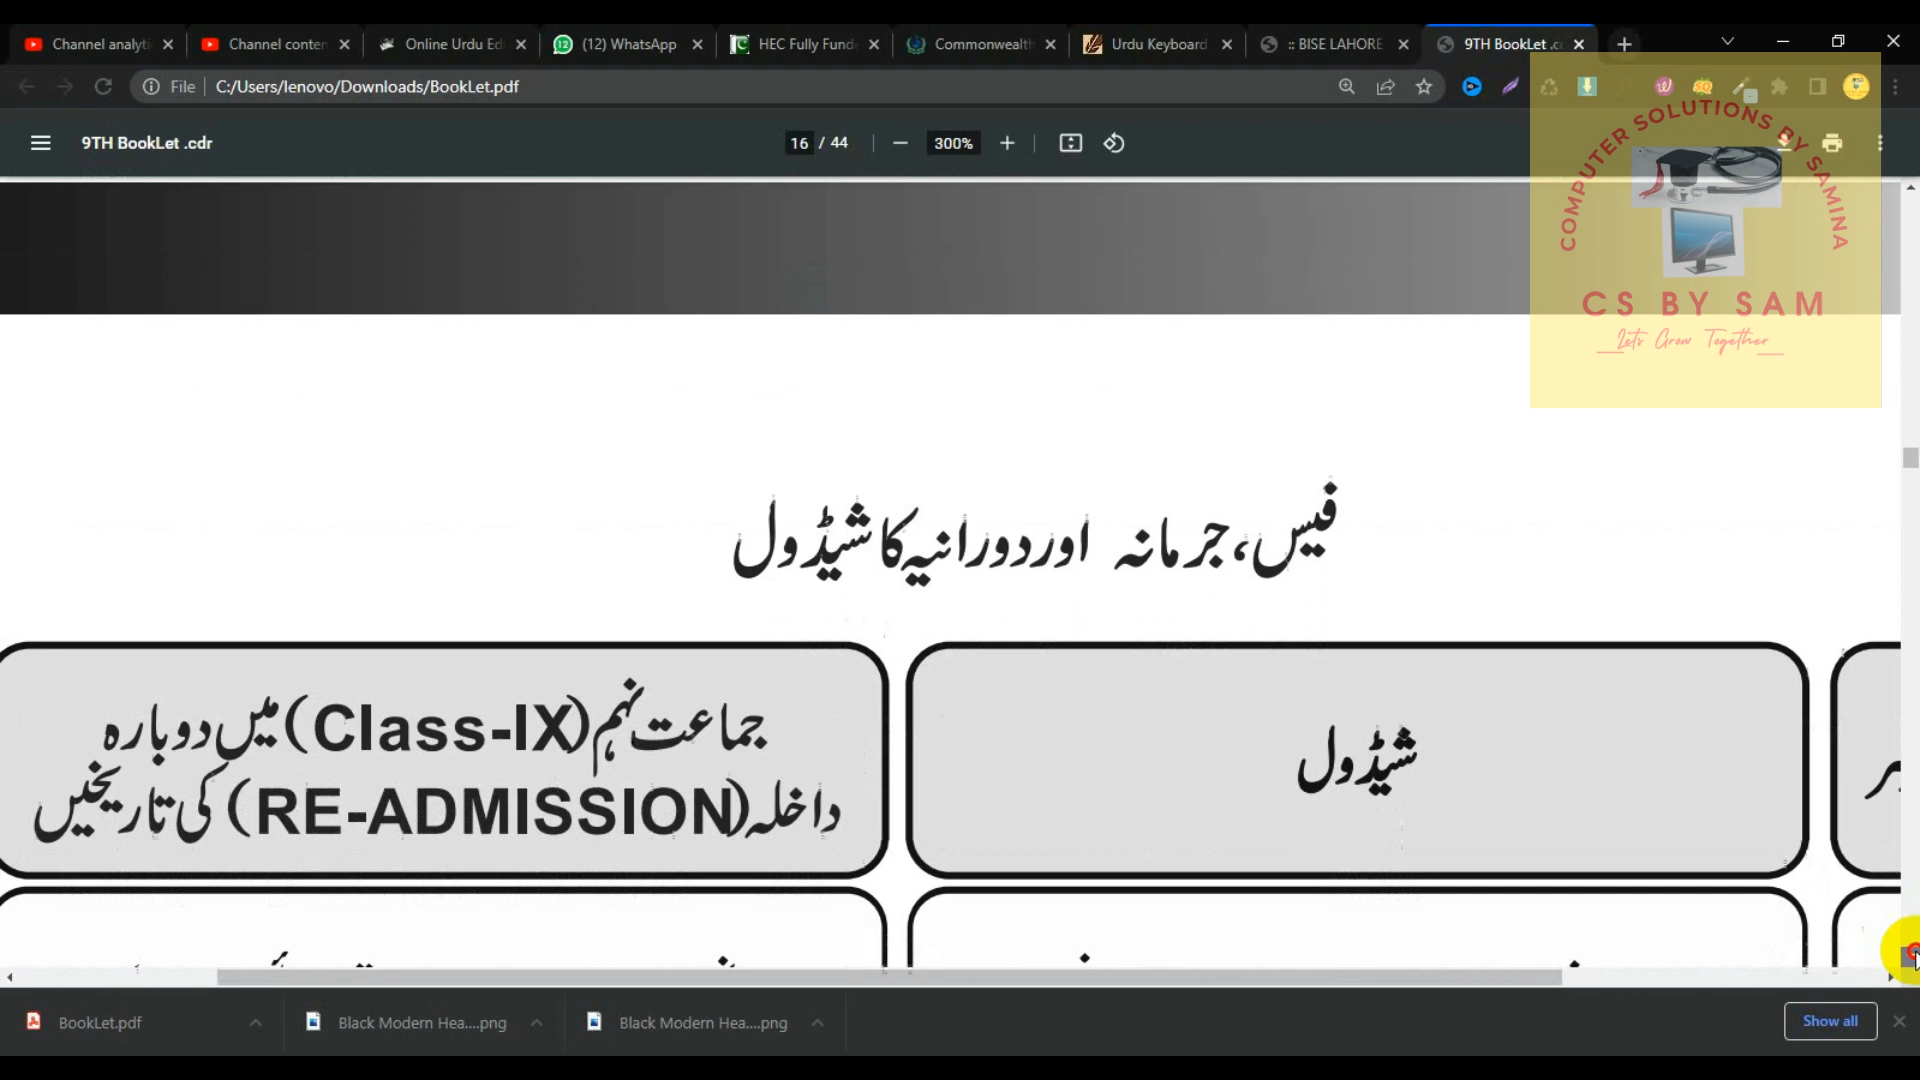 Channel analyti
Channel conten
Online Urdu Edi
(12) WhatsApp
HEC Fully Fund
Commonwealth
Urdu Keyboard
:: BISE LAHORE
9TH BookLet .c
File
C:/Users/lenovo/Downloads/BookLet.pdf
9TH BookLet .cdr
16 / 44
300%
COMPUTER SOLUTIONS BY SAMINA
CS BY SAM
Lets Grow Together
فیس، جرمانہ اور دورانیہ کا شیڈول
شیڈول
جماعت نہم (Class-IX) میں دوبارہ
داخلہ (RE-ADMISSION) کی تاریخیں
BookLet.pdf
Black Modern Hea....png
Black Modern Hea....png
Show all